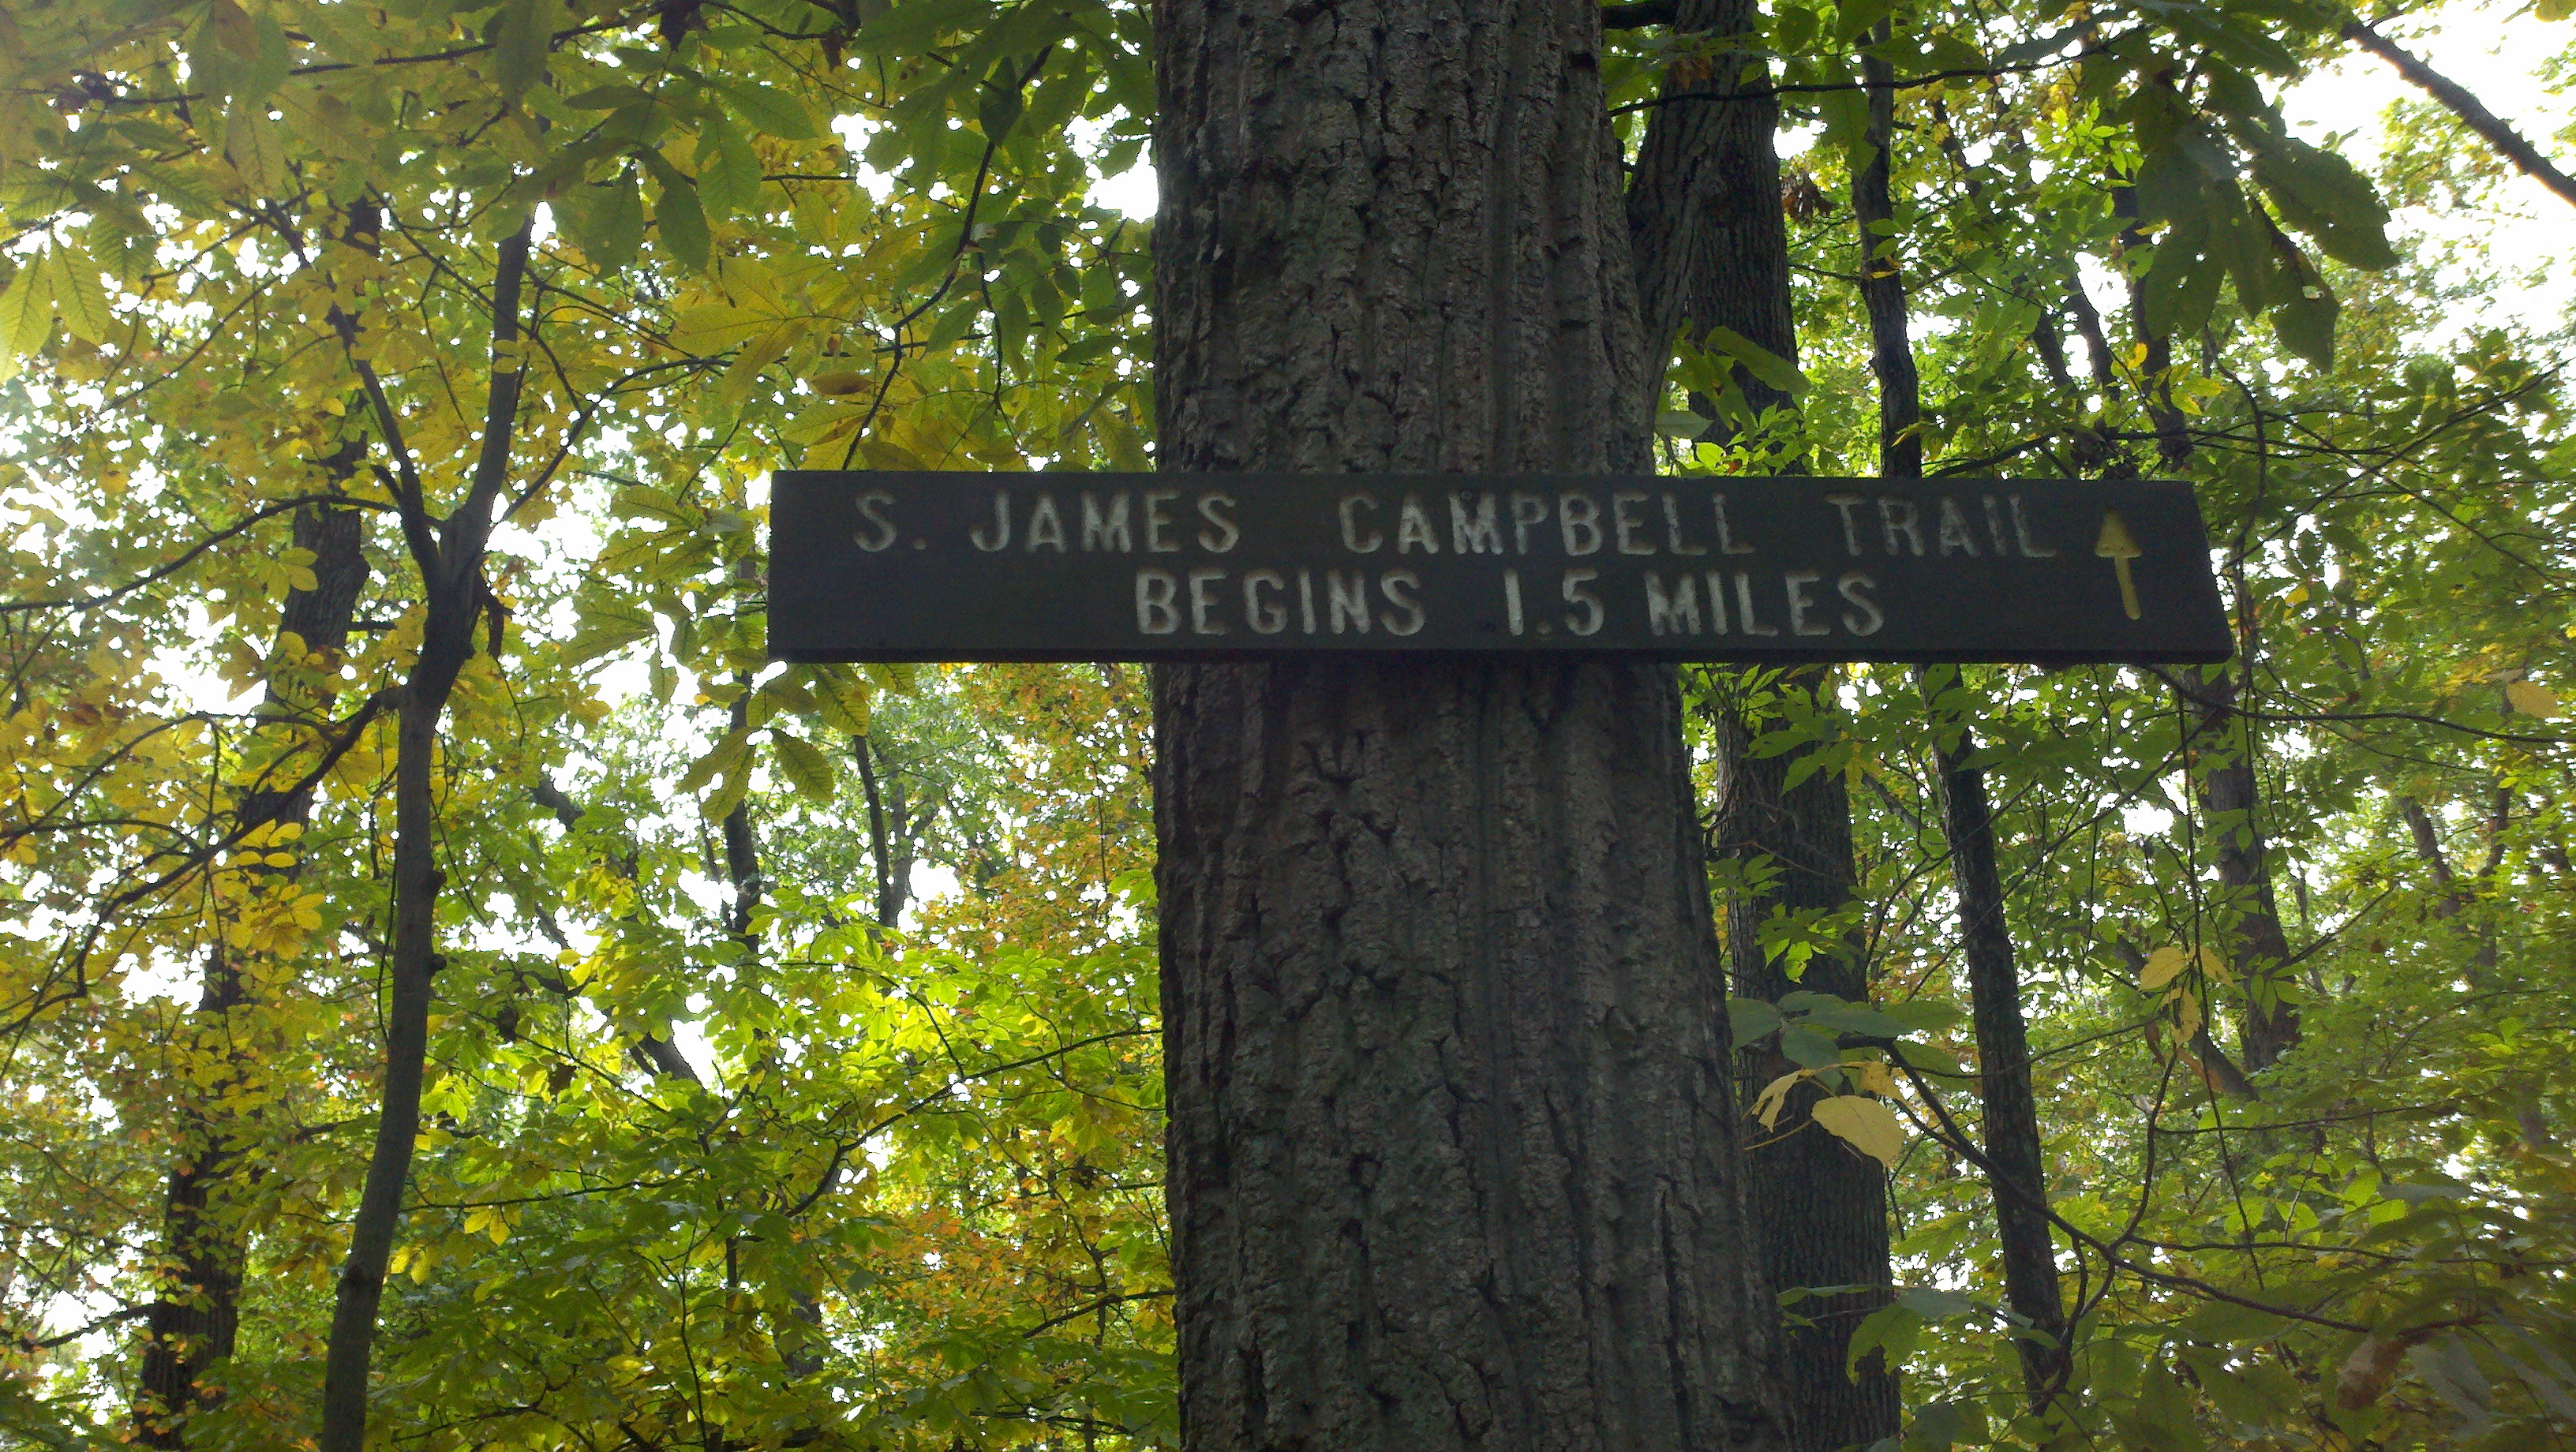 S. JAMES CAMPBELL TRAIL
BEGINS 1.5 MILES